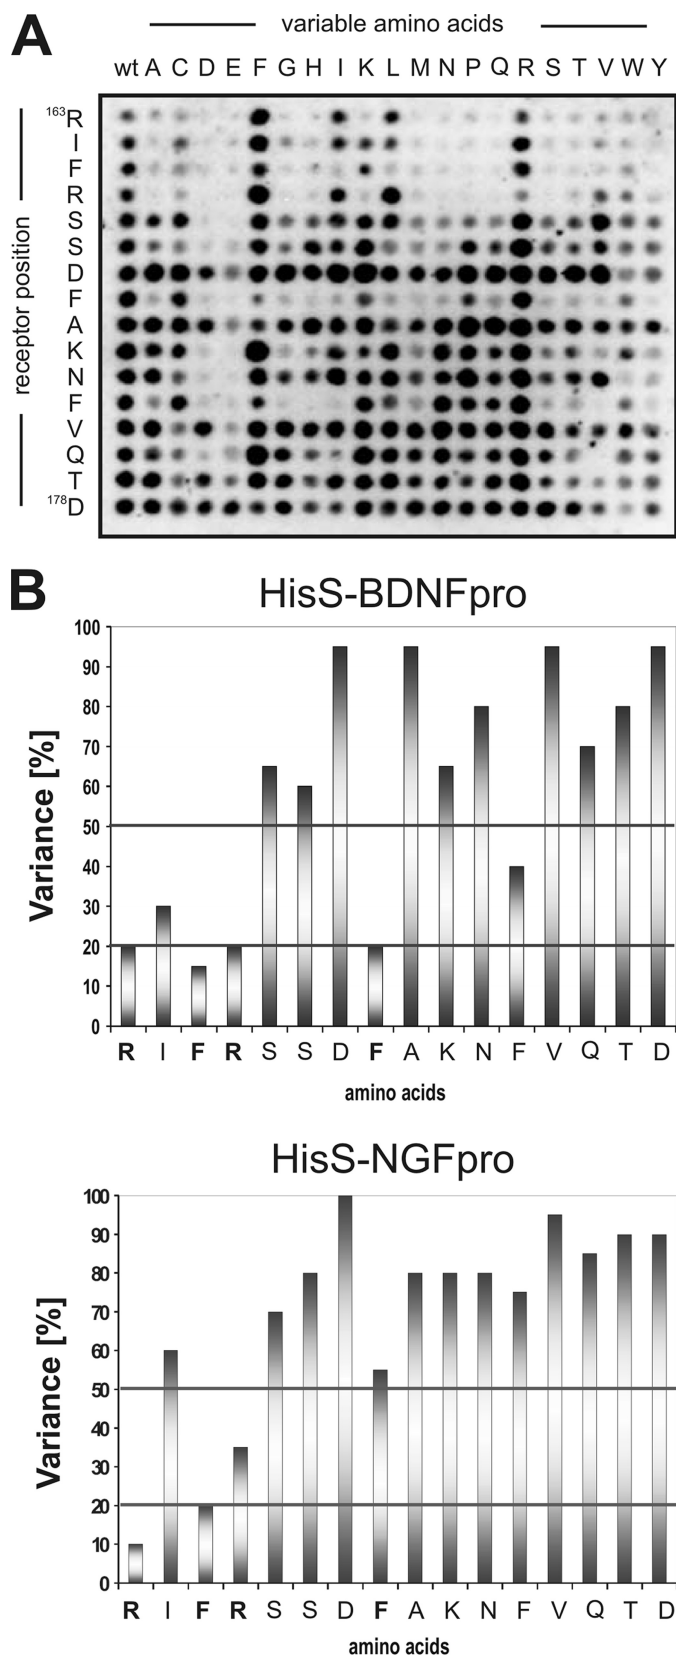 A
variable amino acids
wt A C D E F G H I K L M N P Q R S T V W Y
receptor position
163R
I
F
R
S
S
D
F
A
K
N
F
V
Q
T
178D
B
HisS-BDNFpro
Variance [%]
100
90
80
70
60
50
40
30
20
10
0
R I F R S S D F A K N F V Q T D
amino acids
HisS-NGFpro
Variance [%]
100
90
80
70
60
50
40
30
20
10
0
R I F R S S D F A K N F V Q T D
amino acids